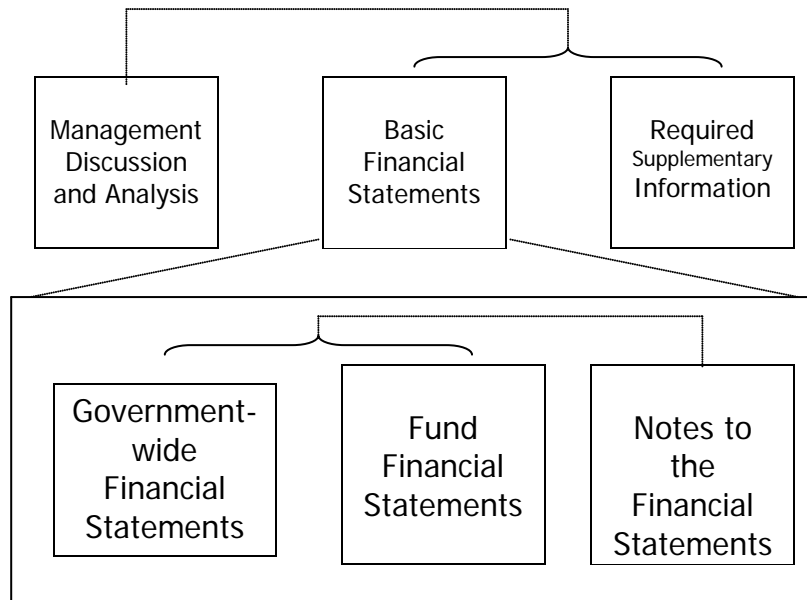 Management
Discussion
and Analysis
Basic
Financial
Statements
Required
Supplementary
Information
Government-
wide
Financial
Statements
Fund
Financial
Statements
Notes to
the
Financial
Statements